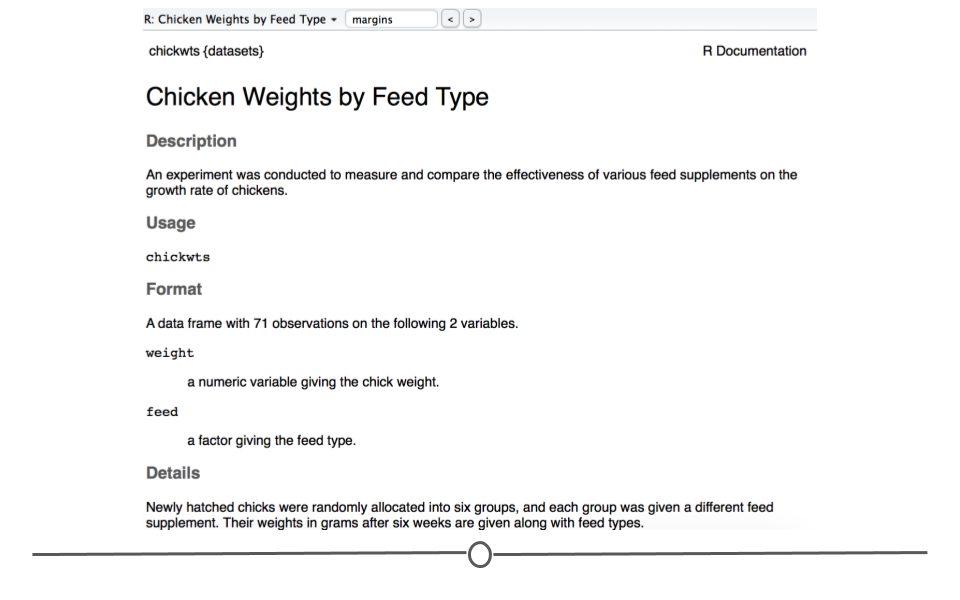 R: Chicken Weights by Feed Type margins < >
chickwts {datasets} R Documentation
Chicken Weights by Feed Type
Description
An experiment was conducted to measure and compare the effectiveness of various feed supplements on the
growth rate of chickens.
Usage
chickwts
Format
A data frame with 71 observations on the following 2 variables.
weight
a numeric variable giving the chick weight.
feed
a factor giving the feed type.
Details
Newly hatched chicks were randomly allocated into six groups, and each group was given a different feed
supplement. Their weights in grams after six weeks are given along with feed types.